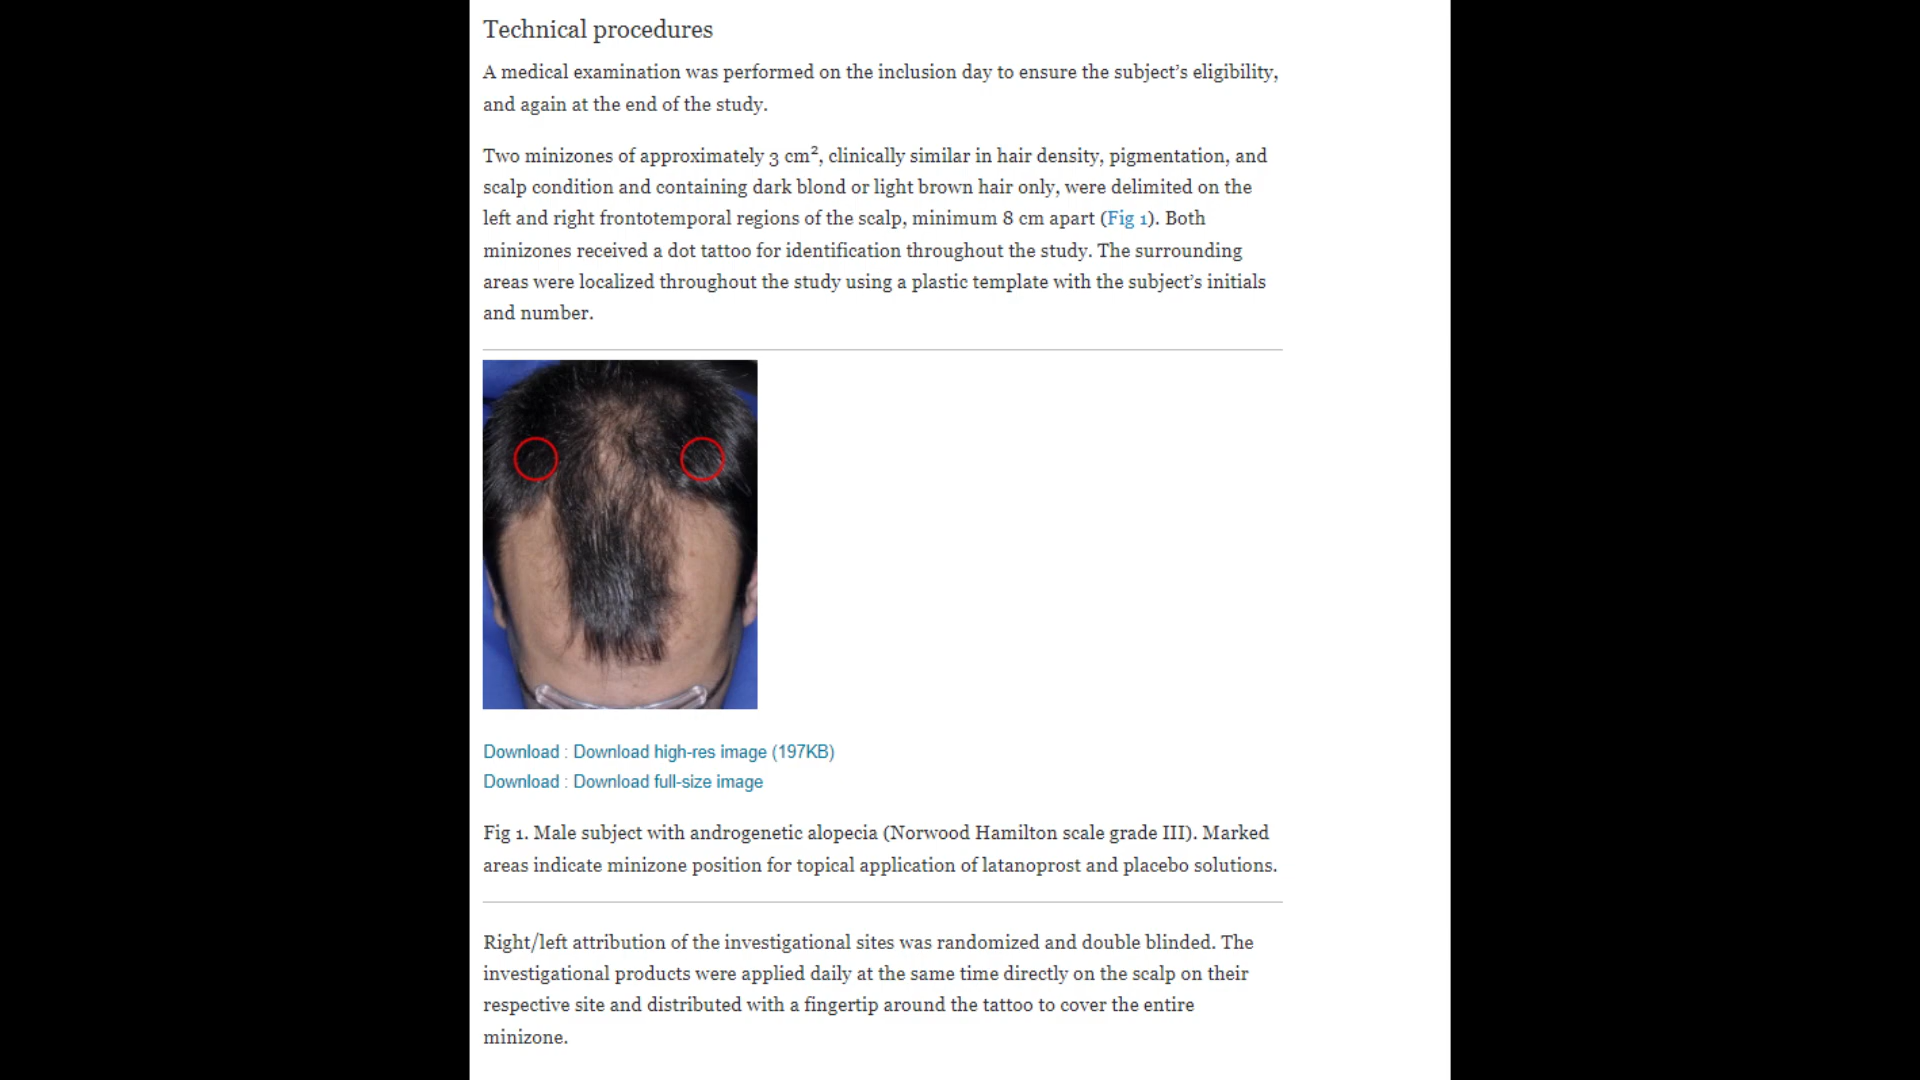 Technical procedures
A medical examination was performed on the inclusion day to ensure the subject’s eligibility,
and again at the end of the study.
Two minizones of approximately 3 cm², clinically similar in hair density, pigmentation, and
scalp condition and containing dark blond or light brown hair only, were delimited on the
left and right frontotemporal regions of the scalp, minimum 8 cm apart (Fig 1). Both
minizones received a dot tattoo for identification throughout the study. The surrounding
areas were localized throughout the study using a plastic template with the subject’s initials
and number.
Download : Download high-res image (197KB)
Download : Download full-size image
Fig 1. Male subject with androgenetic alopecia (Norwood Hamilton scale grade III). Marked
areas indicate minizone position for topical application of latanoprost and placebo solutions.
Right/left attribution of the investigational sites was randomized and double blinded. The
investigational products were applied daily at the same time directly on the scalp on their
respective site and distributed with a fingertip around the tattoo to cover the entire
minizone.